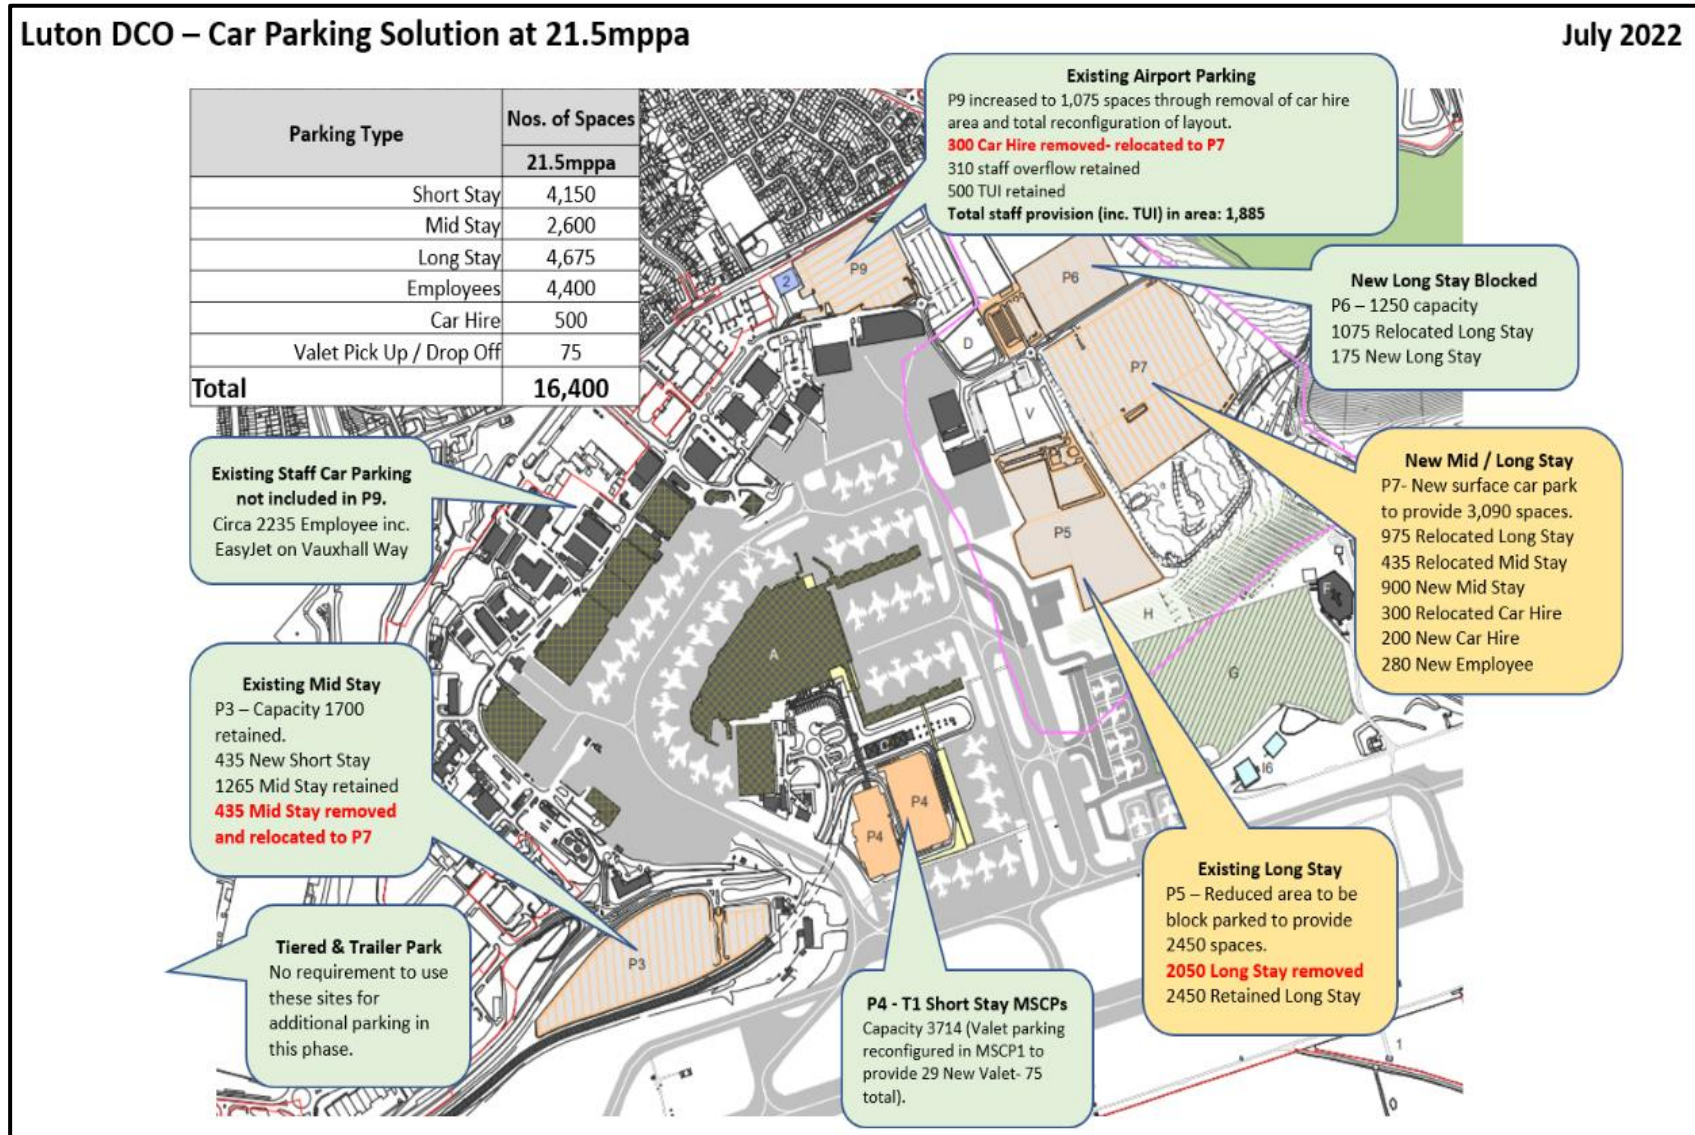 Luton DCO – Car Parking Solution at 21.5mppa
July 2022
Parking Type
Nos. of Spaces
21.5mppa
Short Stay 4,150
Mid Stay 2,600
Long Stay 4,675
Employees 4,400
Car Hire 500
Valet Pick Up / Drop Off 75
Total 16,400
Existing Airport Parking
P9 increased to 1,075 spaces through removal of car hire
area and total reconfiguration of layout.
300 Car Hire removed- relocated to P7
310 staff overflow retained
500 TUI retained
Total staff provision (inc. TUI) in area: 1,885
New Long Stay Blocked
P6 – 1250 capacity
1075 Relocated Long Stay
175 New Long Stay
Existing Staff Car Parking
not included in P9.
Circa 2235 Employee inc.
EasyJet on Vauxhall Way
New Mid / Long Stay
P7- New surface car park
to provide 3,090 spaces.
975 Relocated Long Stay
435 Relocated Mid Stay
900 New Mid Stay
300 Relocated Car Hire
200 New Car Hire
280 New Employee
Existing Mid Stay
P3 – Capacity 1700
retained.
435 New Short Stay
1265 Mid Stay retained
435 Mid Stay removed
and relocated to P7
Existing Long Stay
P5 – Reduced area to be
block parked to provide
2450 spaces.
2050 Long Stay removed
2450 Retained Long Stay
Tiered & Trailer Park
No requirement to use
these sites for
additional parking in
this phase.
P4 - T1 Short Stay MSCPs
Capacity 3714 (Valet parking
reconfigured in MSCP1 to
provide 29 New Valet- 75
total).
2
P9
P6
D
P7
V
P5
H
F
G
A
C
I6
P4
P4
P3
1
0